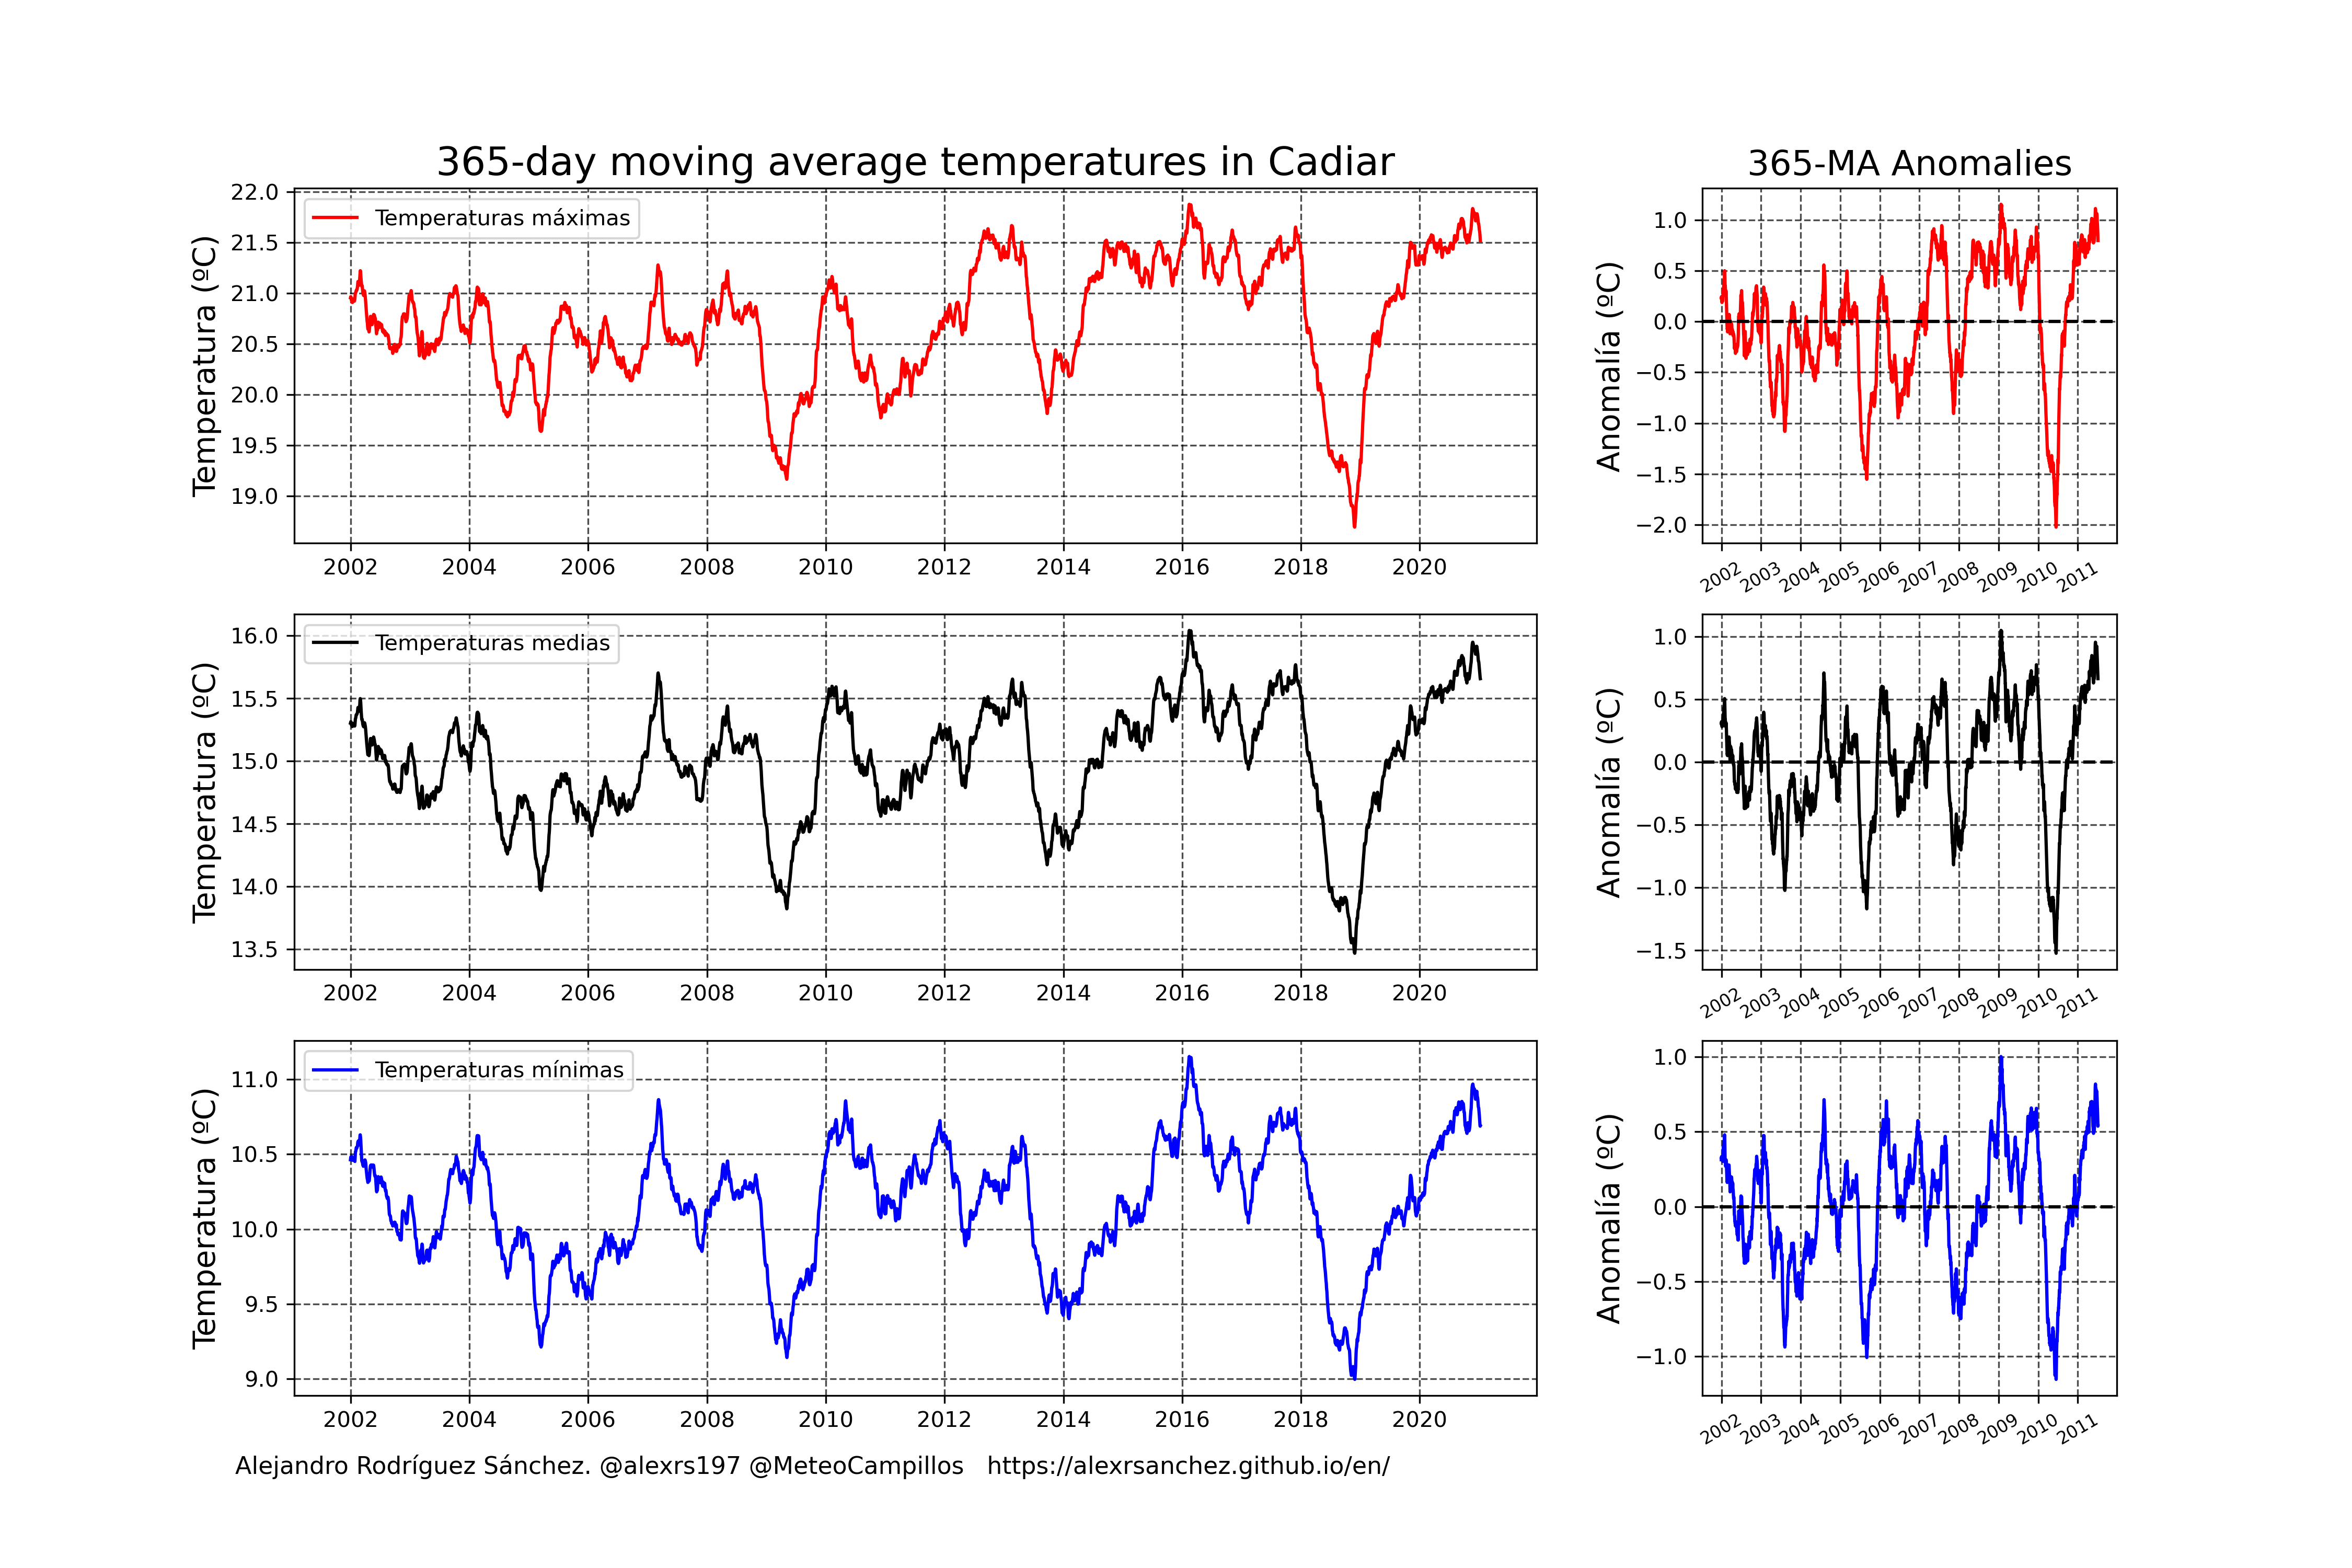 365-day moving average temperatures in Cadiar
365-MA Anomalies
Temperaturas máximas
Temperatura (ºC)
22.0
21.5
21.0
20.5
20.0
19.5
19.0
2002 2004 2006 2008 2010 2012 2014 2016 2018 2020
Anomalía (ºC)
1.0
0.5
0.0
−0.5
−1.0
−1.5
−2.0
2002 2003 2004 2005 2006 2007 2008 2009 2010 2011
Temperaturas medias
Temperatura (ºC)
16.0
15.5
15.0
14.5
14.0
13.5
2002 2004 2006 2008 2010 2012 2014 2016 2018 2020
Anomalía (ºC)
1.0
0.5
0.0
−0.5
−1.0
−1.5
2002 2003 2004 2005 2006 2007 2008 2009 2010 2011
Temperaturas mínimas
Temperatura (ºC)
11.0
10.5
10.0
9.5
9.0
2002 2004 2006 2008 2010 2012 2014 2016 2018 2020
Anomalía (ºC)
1.0
0.5
0.0
−0.5
−1.0
2002 2003 2004 2005 2006 2007 2008 2009 2010 2011
Alejandro Rodríguez Sánchez. @alexrs197 @MeteoCampillos https://alexrsanchez.github.io/en/